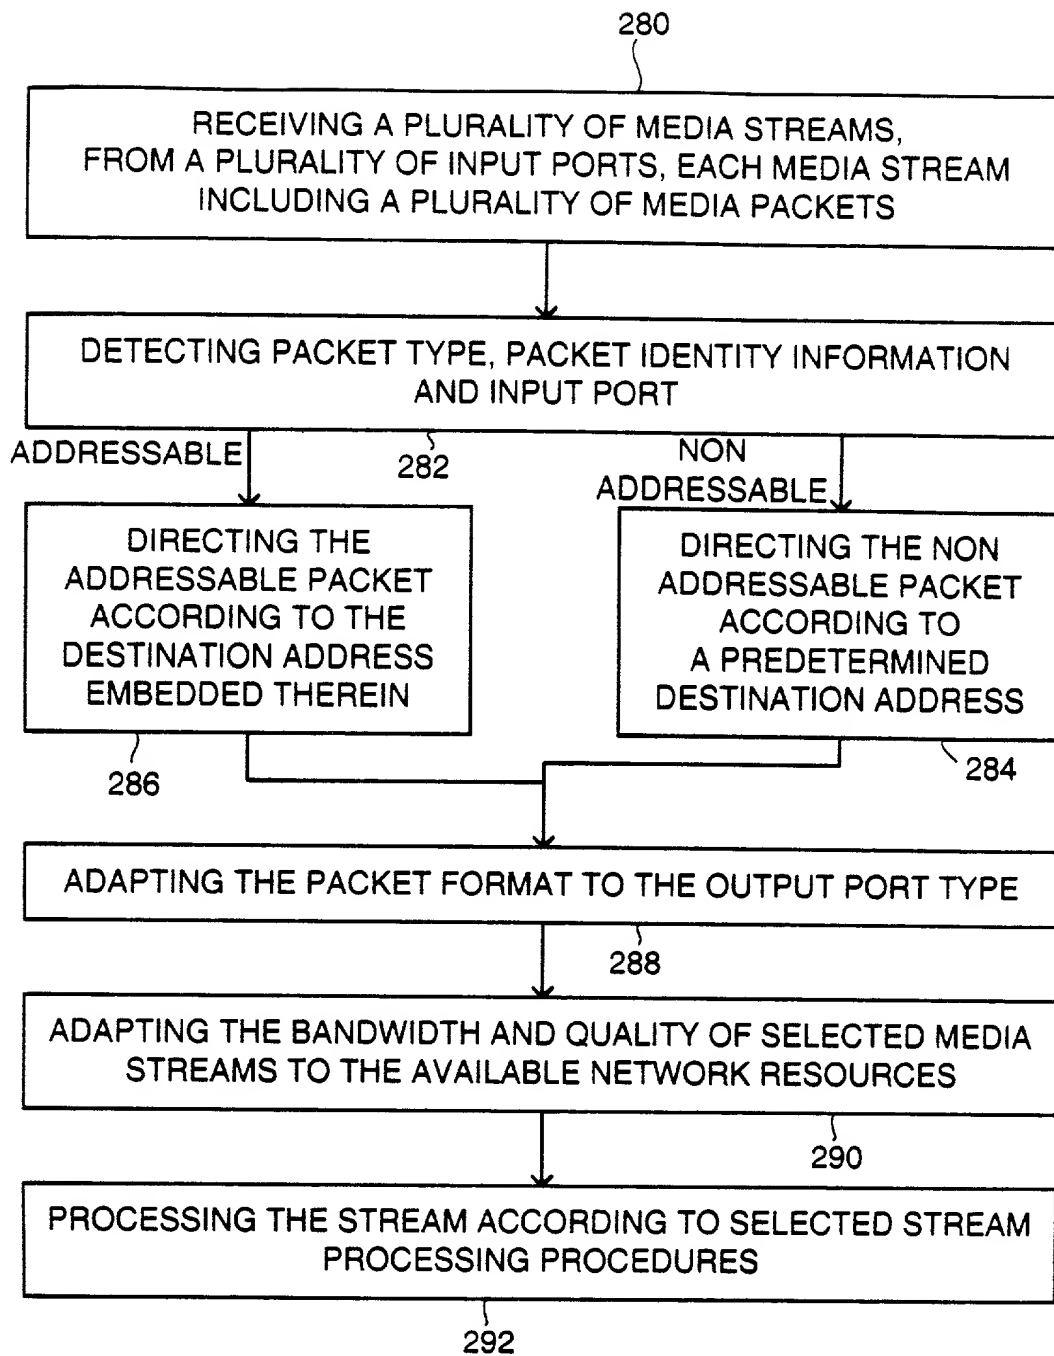 280
RECEIVING A PLURALITY OF MEDIA STREAMS,
FROM A PLURALITY OF INPUT PORTS, EACH MEDIA STREAM
INCLUDING A PLURALITY OF MEDIA PACKETS
DETECTING PACKET TYPE, PACKET IDENTITY INFORMATION
AND INPUT PORT
282
ADDRESSABLE
NON
ADDRESSABLE
DIRECTING THE
ADDRESSABLE PACKET
ACCORDING TO THE
DESTINATION ADDRESS
EMBEDDED THEREIN
286
DIRECTING THE NON
ADDRESSABLE PACKET
ACCORDING TO
A PREDETERMINED
DESTINATION ADDRESS
284
ADAPTING THE PACKET FORMAT TO THE OUTPUT PORT TYPE
288
ADAPTING THE BANDWIDTH AND QUALITY OF SELECTED MEDIA
STREAMS TO THE AVAILABLE NETWORK RESOURCES
290
PROCESSING THE STREAM ACCORDING TO SELECTED STREAM
PROCESSING PROCEDURES
292